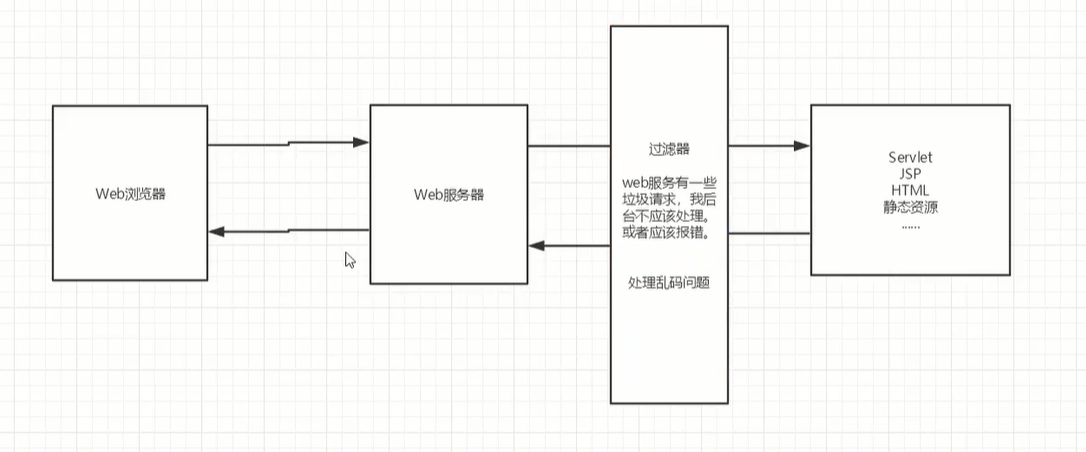 Web浏览器
Web服务器
过滤器
web服务有一些
垃圾请求，我后
台不应该处理。
或者应该报错。
处理乱码问题
Servlet
JSP
HTML
静态资源
......